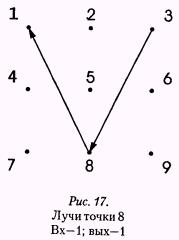 1 2 3
4 5 6
7 8 9
Рис. 17.
Лучи точки 8
Вх—1; вых—1